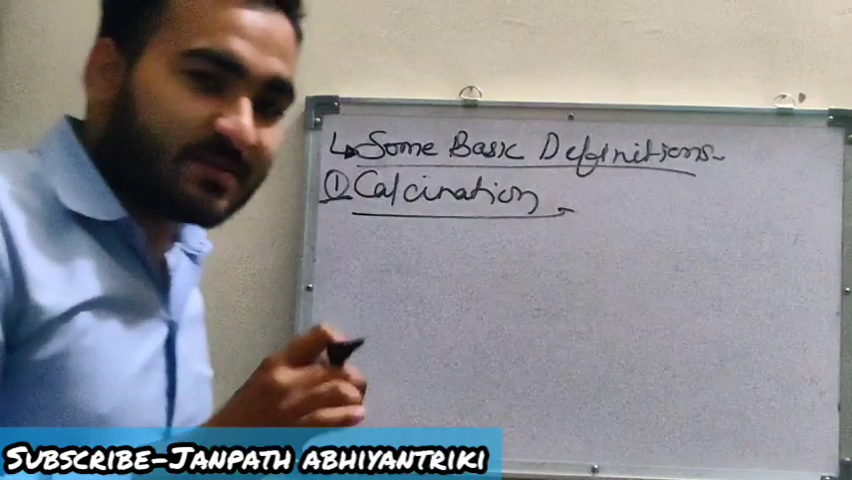 ↳ Some Basic Definitions
① Calcination
SUBSCRIBE-JANPATH ABHIYANTRIKI